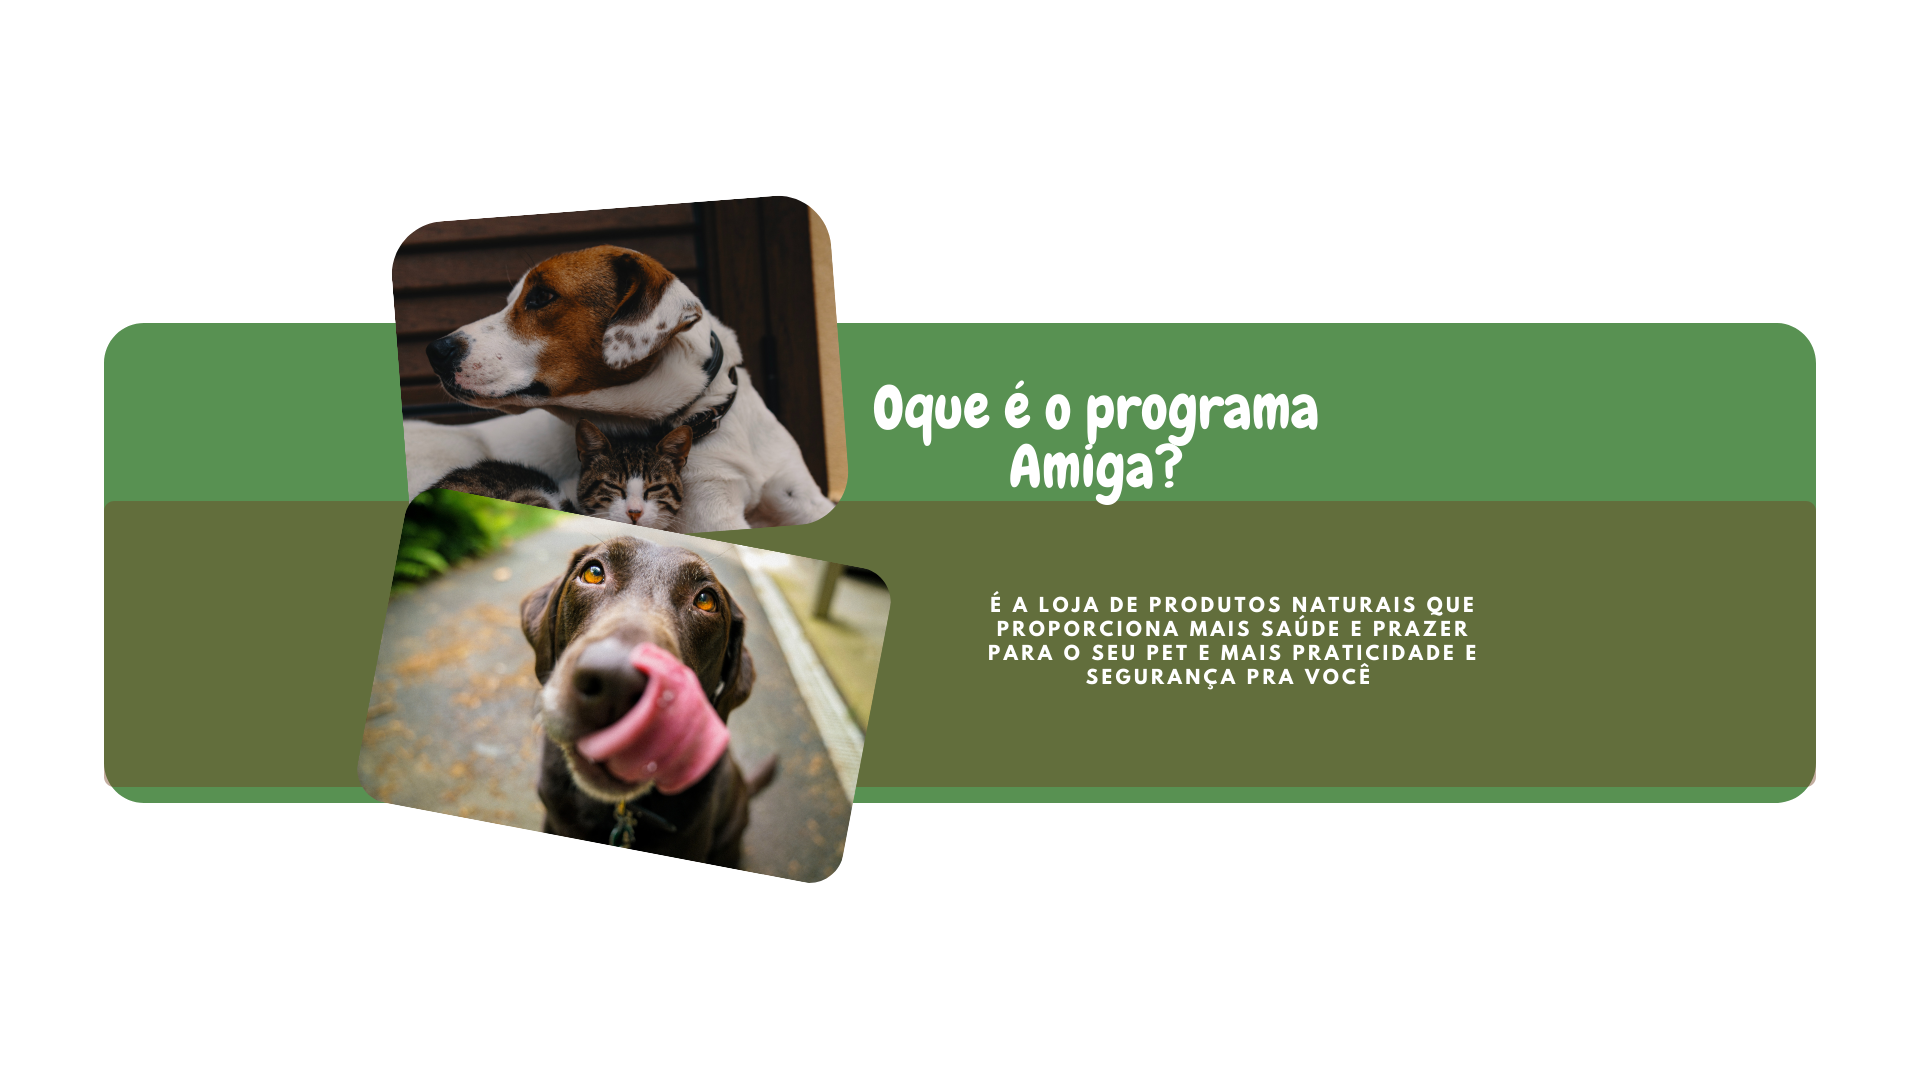 Oque é o programa
Amiga?
É A LOJA DE PRODUTOS NATURAIS QUE
PROPORCIONA MAIS SAÚDE E PRAZER
PARA O SEU PET E MAIS PRATICIDADE E
SEGURANÇA PRA VOCÊ